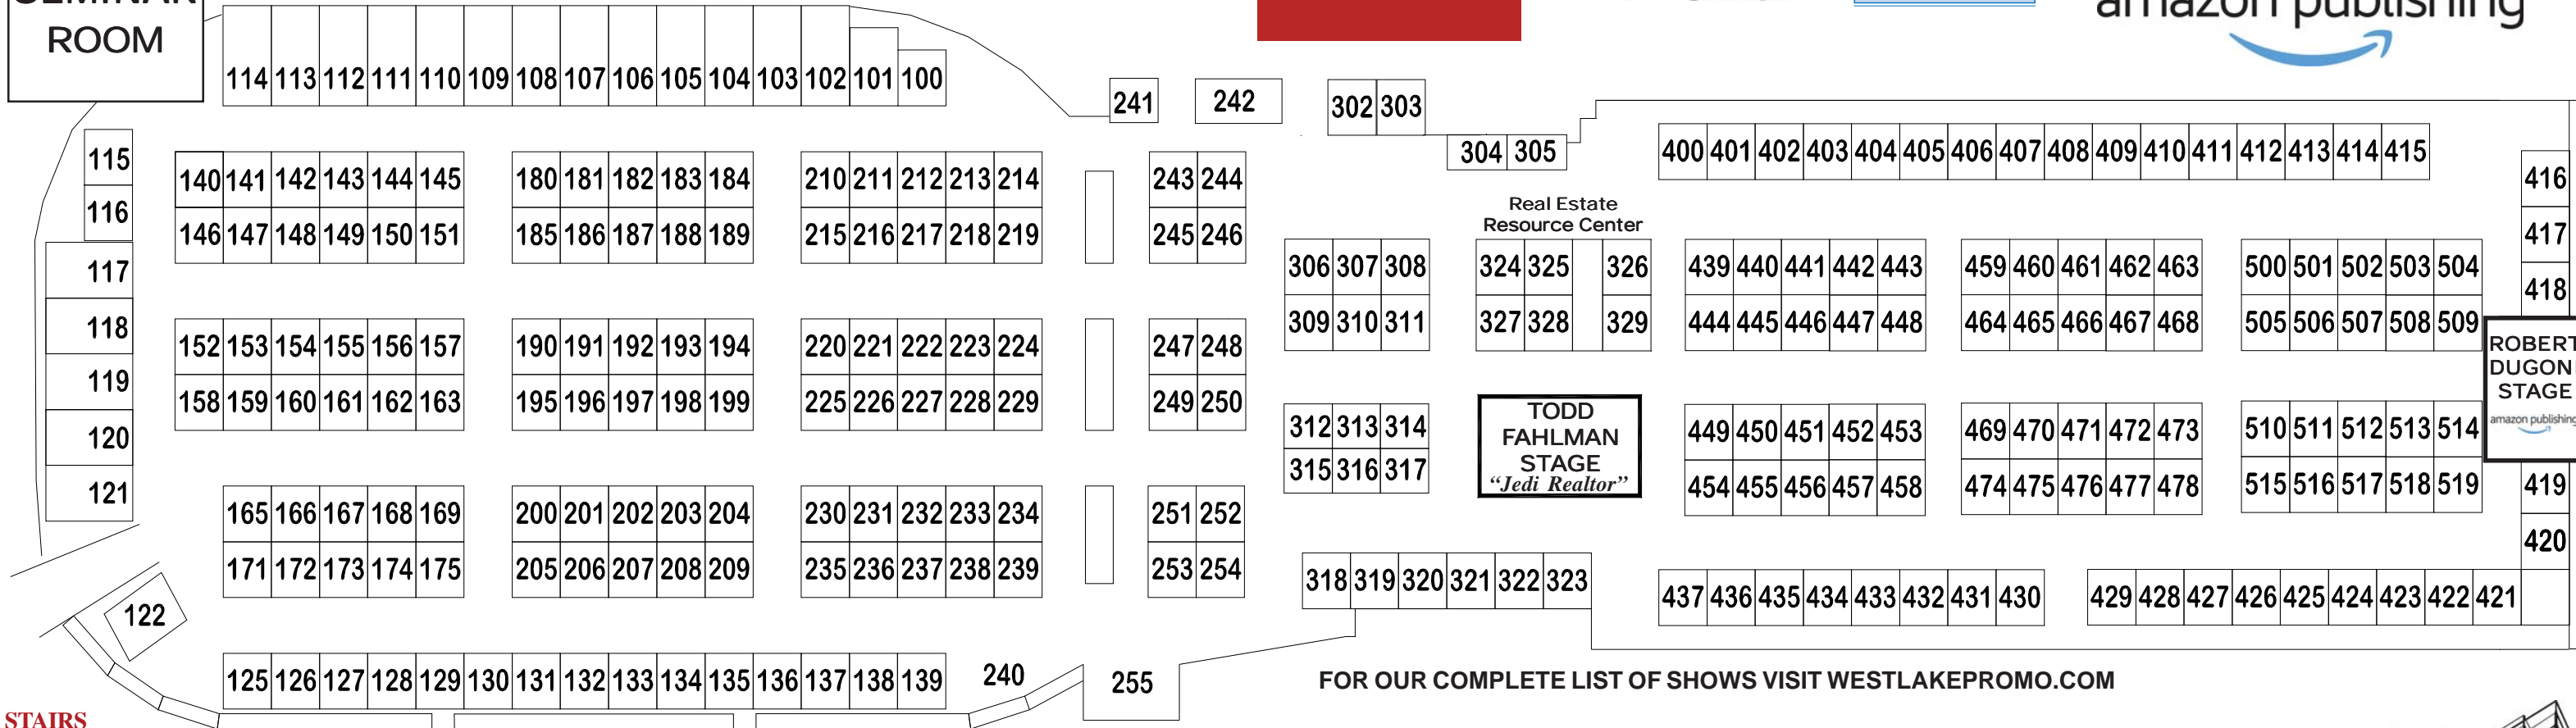 SEMINAR
ROOM
amazon publishing
114 113 112 111 110 109 108 107 106 105 104 103 102 101 100
241 242 302 303
304 305
400 401 402 403 404 405 406 407 408 409 410 411 412 413 414 415
115
116
117
118
119
120
121
122
140 141 142 143 144 145
146 147 148 149 150 151
180 181 182 183 184
185 186 187 188 189
210 211 212 213 214
215 216 217 218 219
243 244
245 246
152 153 154 155 156 157
158 159 160 161 162 163
190 191 192 193 194
195 196 197 198 199
220 221 222 223 224
225 226 227 228 229
247 248
249 250
165 166 167 168 169
171 172 173 174 175
200 201 202 203 204
205 206 207 208 209
230 231 232 233 234
235 236 237 238 239
251 252
253 254
125 126 127 128 129 130 131 132 133 134 135 136 137 138 139
240
255
306 307 308
309 310 311
312 313 314
315 316 317
318 319 320 321 322 323
Real Estate
Resource Center
324 325 326
327 328 329
TODD
FAHLMAN
STAGE
“Jedi Realtor”
439 440 441 442 443
444 445 446 447 448
459 460 461 462 463
464 465 466 467 468
500 501 502 503 504
505 506 507 508 509
449 450 451 452 453
454 455 456 457 458
469 470 471 472 473
474 475 476 477 478
510 511 512 513 514
515 516 517 518 519
416
417
418
ROBERT
DUGONI
STAGE
amazon publishing
419
420
437 436 435 434 433 432 431 430
429 428 427 426 425 424 423 422 421
FOR OUR COMPLETE LIST OF SHOWS VISIT WESTLAKEPROMO.COM
STAIRS